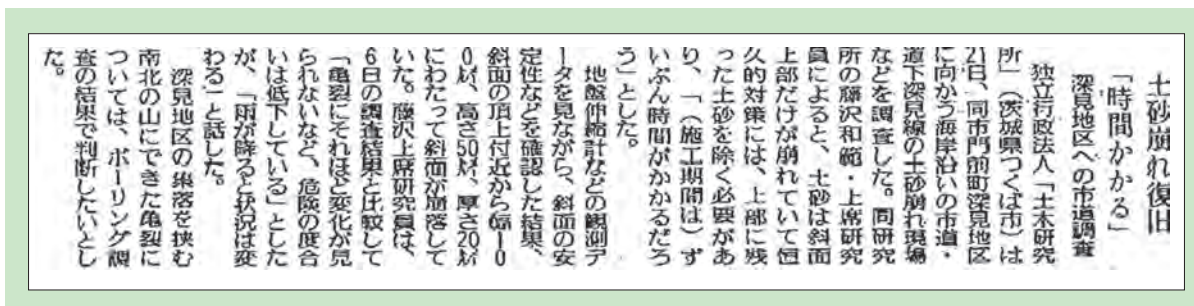 土砂崩れ復旧
「時間かかる」
深見地区への市道調査
独立行政法人「土木研究
所」（茨城県つくば市）は
21日、同市門前町深見地区
に向かう海岸沿いの市道・
道下深見線の土砂崩れ現場
などを調査した。同研究
所の藤沢和範・上席研究
員によると、土砂は斜面
上部だけが崩れていて恒
久的対策には、上部に残
った土砂を除く必要があ
り、「（施工期間は）ず
いぶん時間がかかるだろ
う」とした。
地盤伸縮計などの観測デ
ータを見ながら、斜面の安
定性などを確認した結果、
斜面の頂上付近から幅10
0㍍、高さ50㍍、厚さ20㍍
にわたって斜面が崩落して
いた。藤沢上席研究員は、
6日の調査結果と比較して
「亀裂にそれほど変化が見
られないなど、危険の度合
いは低下している」とした
が、「雨が降ると状況は変
わる」と話した。
深見地区の集落を挟む
南北の山にできた亀裂に
ついては、ボーリング調
査の結果で判断したいとし
た。